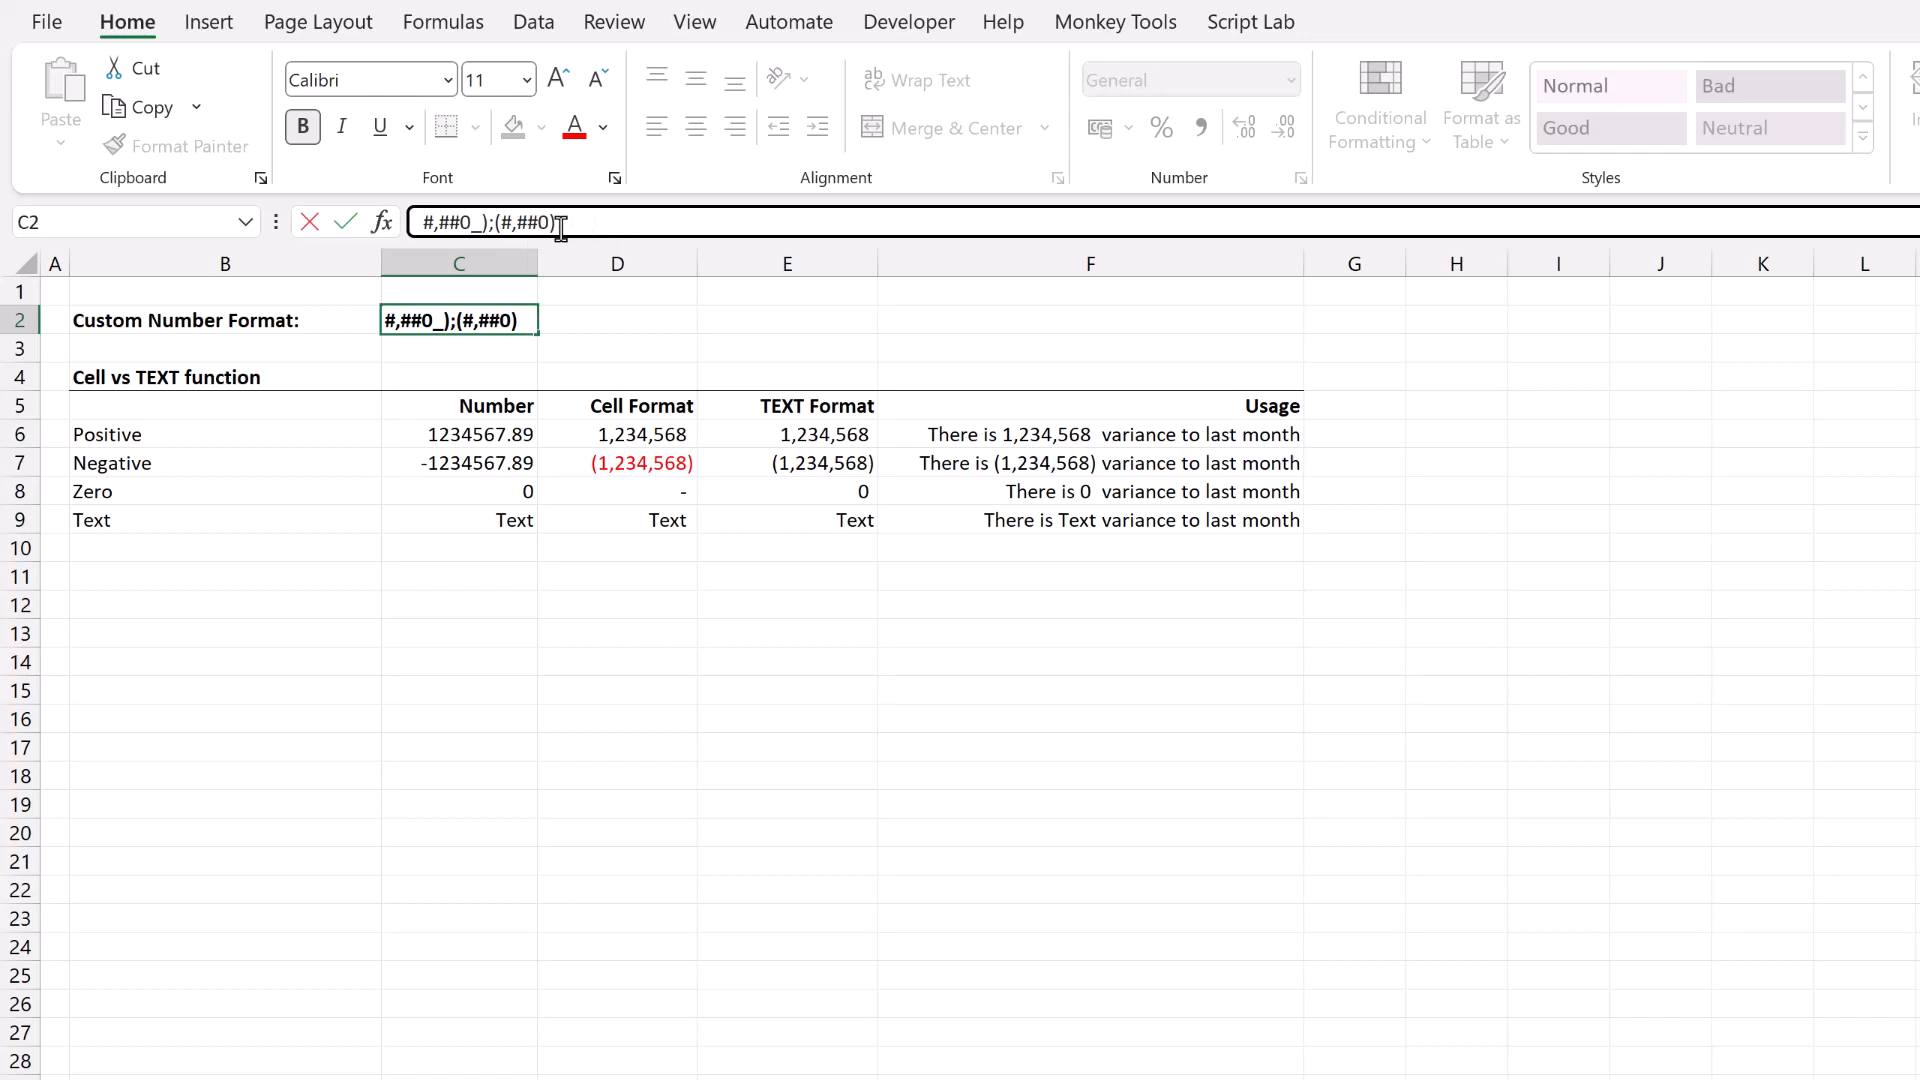 File Home Insert Page Layout Formulas Data Review View Automate Developer Help Monkey Tools Script Lab
Paste
Cut
Copy
Format Painter
Clipboard
Calibri 11 A A
B I U A
Font
ab Wrap Text
Merge & Center
Alignment
General
% 9 .00 .00
Number
Conditional Formatting
Format as Table
Normal Bad
Good Neutral
Styles
C2 fx #,##0_);(#,##0)
A B C D E F G H I J K L
1
2 Custom Number Format: #,##0_);(#,##0)
3
4 Cell vs TEXT function
5 Number Cell Format TEXT Format Usage
6 Positive 1234567.89 1,234,568 1,234,568 There is 1,234,568 variance to last month
7 Negative -1234567.89 (1,234,568) (1,234,568) There is (1,234,568) variance to last month
8 Zero 0 - 0 There is 0 variance to last month
9 Text Text Text Text There is Text variance to last month
10
11
12
13
14
15
16
17
18
19
20
21
22
23
24
25
26
27
28